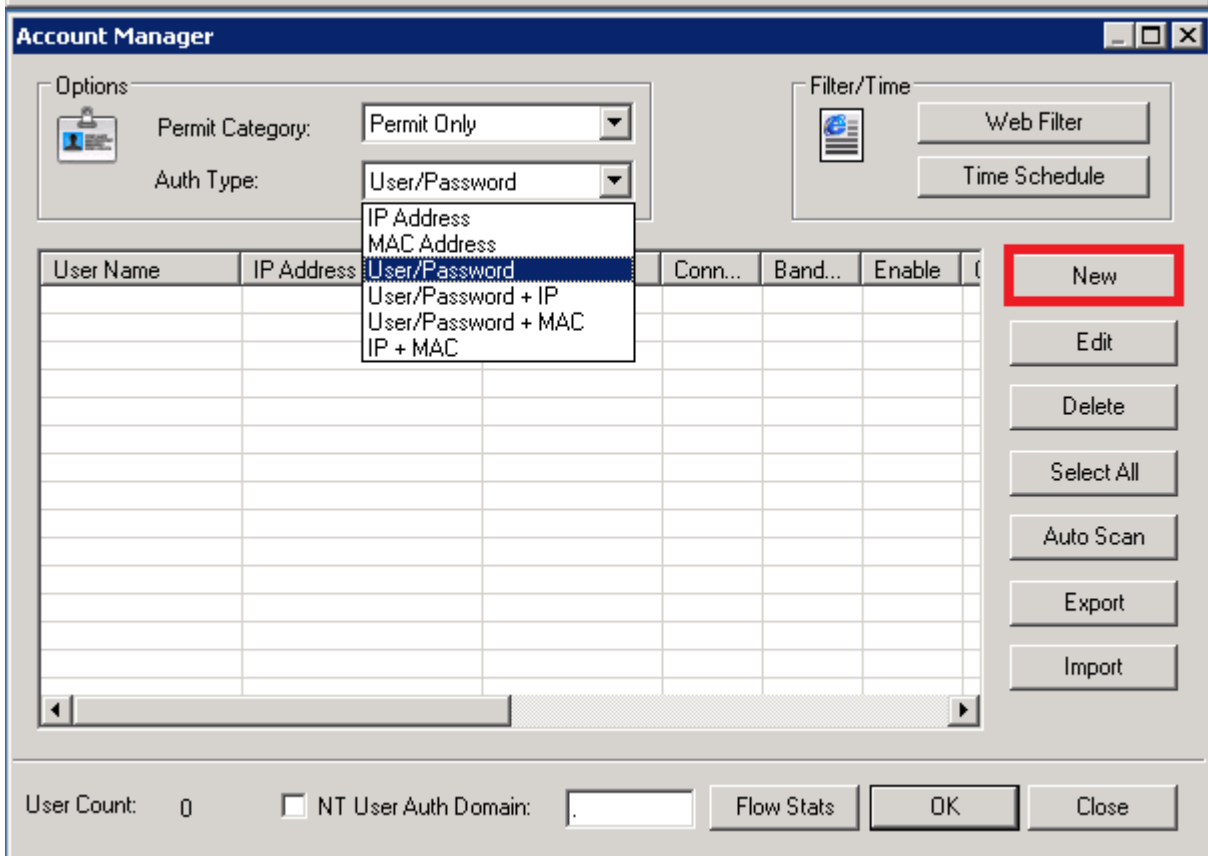 Account Manager
Options
Permit Category: Permit Only
Auth Type: User/Password
IP Address
MAC Address
User/Password
User/Password + IP
User/Password + MAC
IP + MAC
Filter/Time
Web Filter
Time Schedule
User Name IP Address Conn... Band... Enable
New
Edit
Delete
Select All
Auto Scan
Export
Import
User Count: 0 NT User Auth Domain: . Flow Stats OK Close